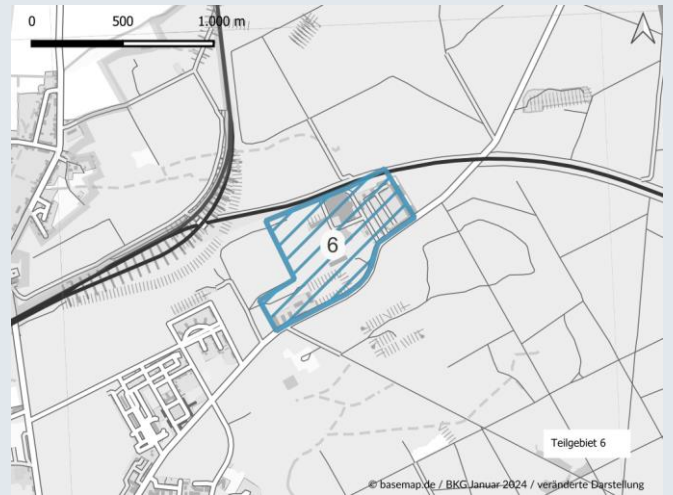 0 500 1.000 m
6
Teilgebiet 6
© basemap.de / BKG Januar 2024 / veränderte Darstellung